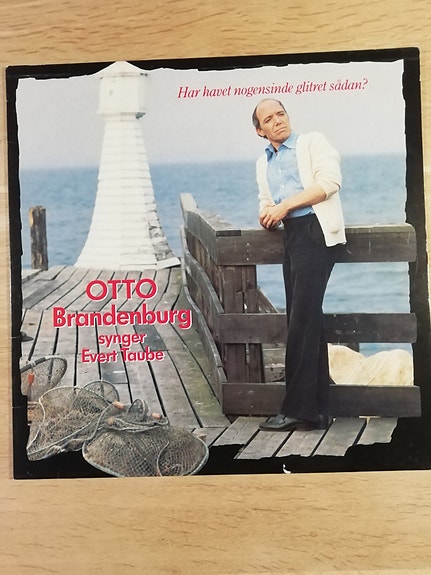 Har havet nogensinde glitret sådan?
OTTO
Brandenburg
synger
Evert Taube